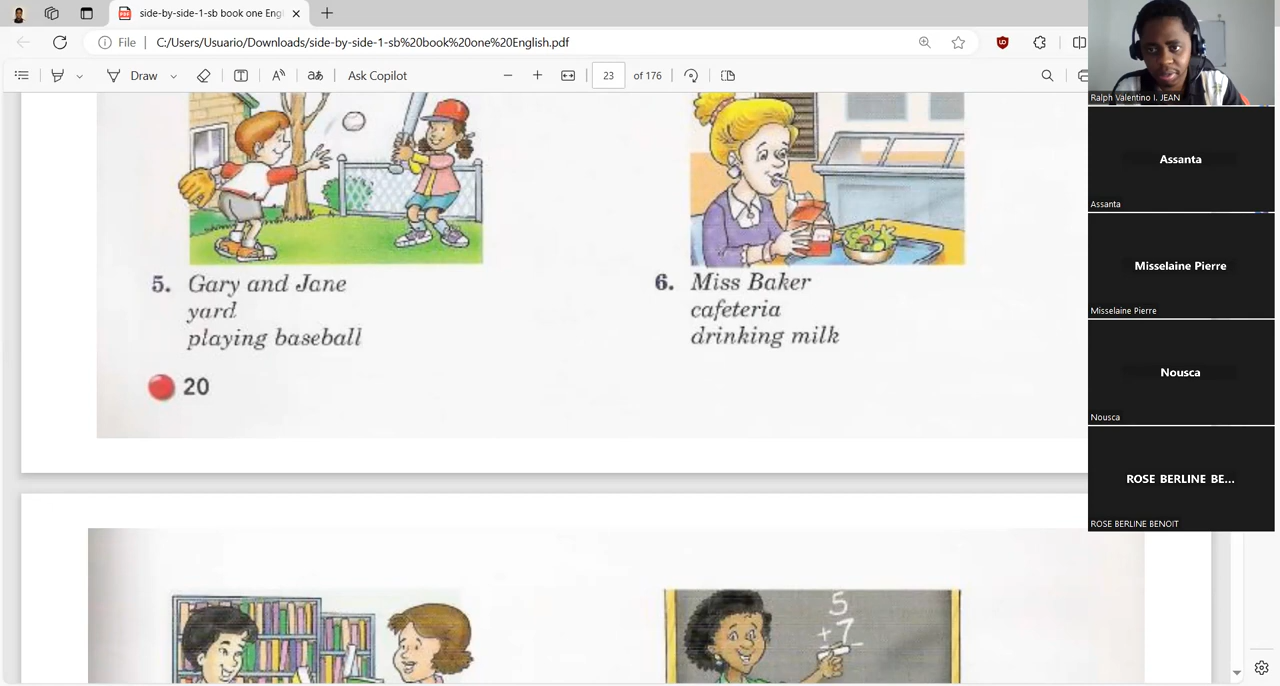 side-by-side-1-sb book one Engl
File
C:/Users/Usuario/Downloads/side-by-side-1-sb%20book%20one%20English.pdf
Draw
Ask Copilot
23 of 176
5. Gary and Jane
yard
playing baseball
6. Miss Baker
cafeteria
drinking milk
20
5
+ 7
Ralph Valentino I. JEAN
Assanta
Assanta
Misselaine Pierre
Misselaine Pierre
Nousca
Nousca
ROSE BERLINE BE...
ROSE BERLINE BENOIT